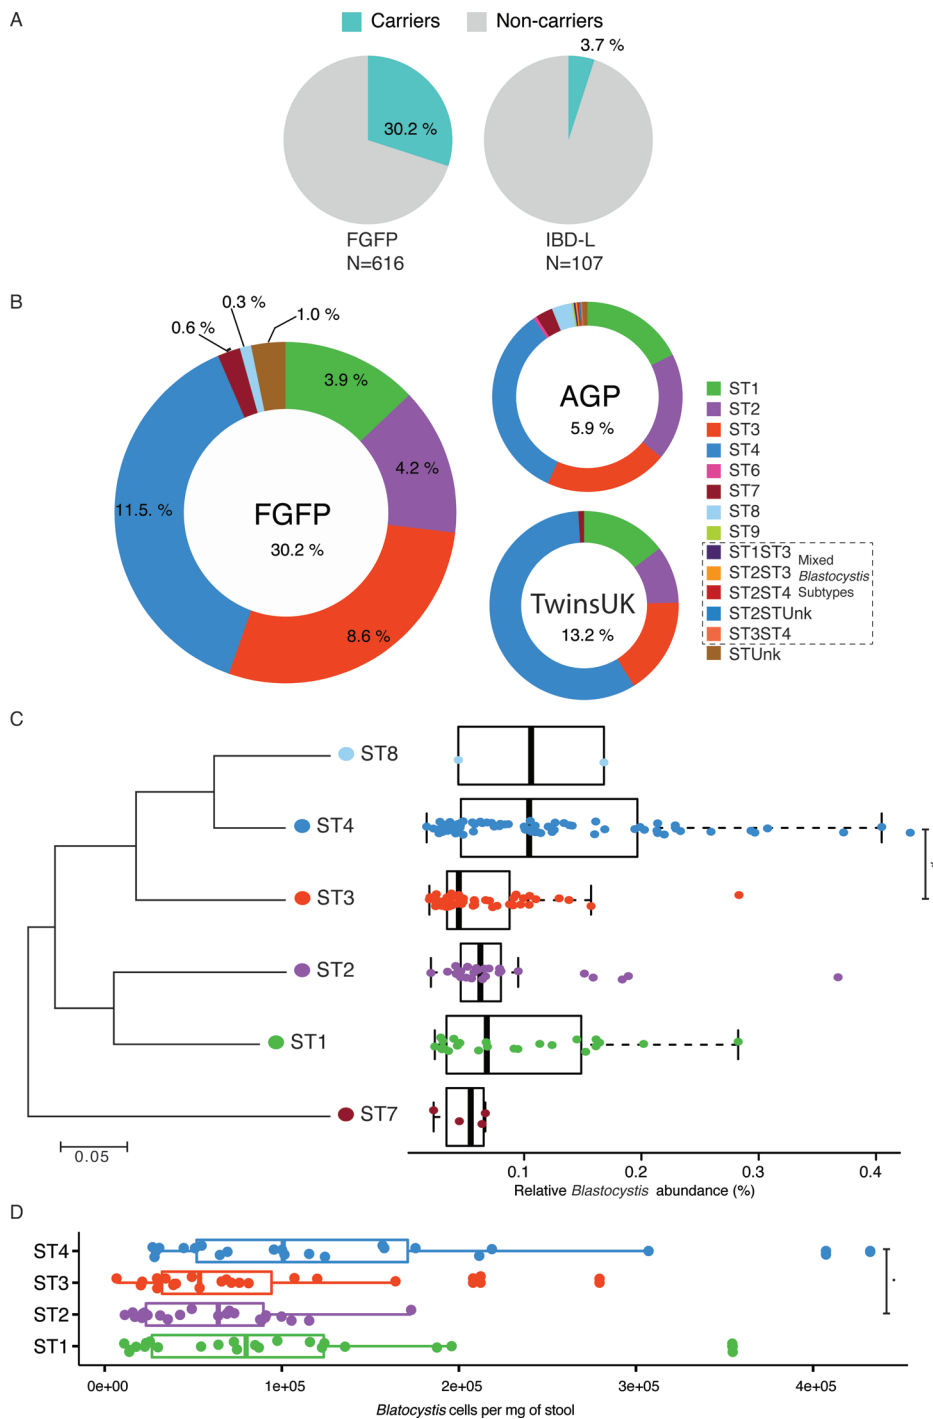 A
Carriers
Non-carriers
3.7 %
30.2 %
FGFP
N=616
IBD-L
N=107
B
0.3 %
0.6 %
1.0 %
3.9 %
4.2 %
11.5. %
FGFP
30.2 %
8.6 %
AGP
5.9 %
TwinsUK
13.2 %
ST1
ST2
ST3
ST4
ST6
ST7
ST8
ST9
ST1ST3
ST2ST3
ST2ST4
ST2STUnk
ST3ST4
Mixed
Blastocystis
Subtypes
STUnk
C
ST8
ST4
ST3
ST2
ST1
ST7
0.05
0.1 0.2 0.3 0.4
Relative Blastocystis abundance (%)
D
ST4
ST3
ST2
ST1
0e+00 1e+05 2e+05 3e+05 4e+05
Blatocystis cells per mg of stool